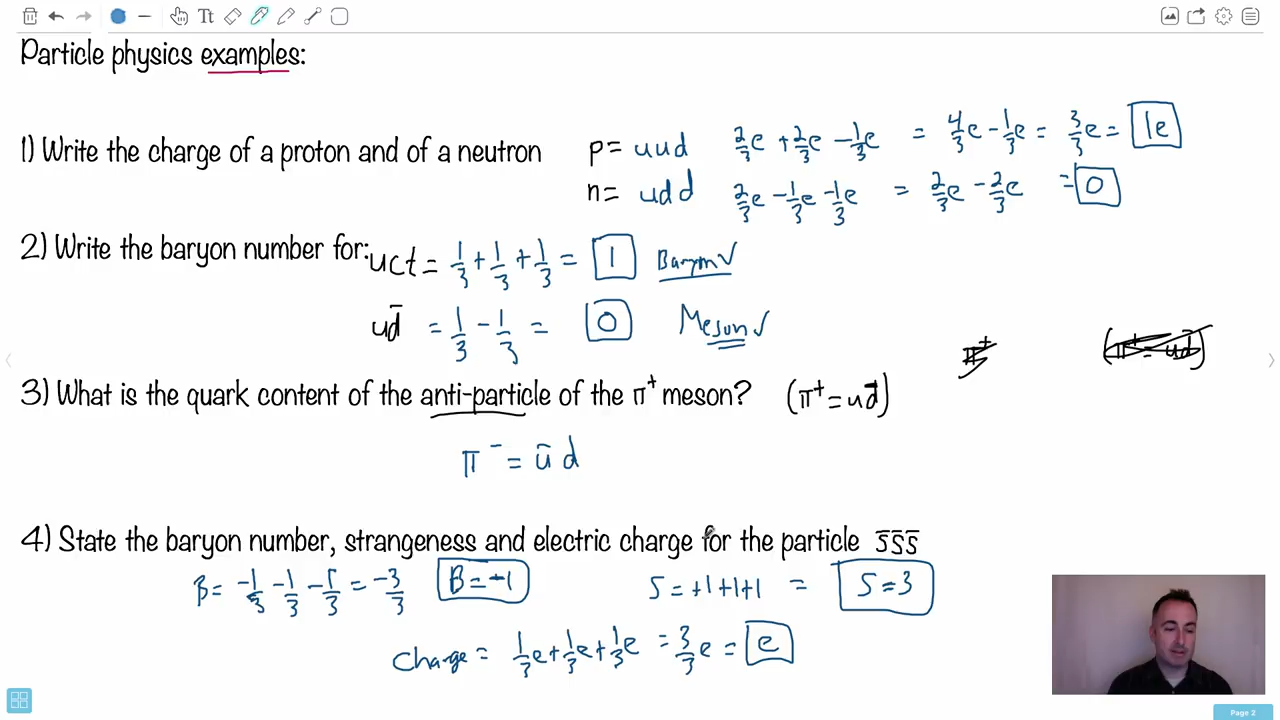 Particle physics examples:
1) Write the charge of a proton and of a neutron
p = uud 2/3e + 2/3e - 1/3e = 4/3e - 1/3e = 3/3e = 1e
n = udd 2/3e - 1/3e - 1/3e = 2/3e - 2/3e = 0
2) Write the baryon number for: uct = 1/3 + 1/3 + 1/3 = 1 Baryon ✓
ud̄ = 1/3 - 1/3 = 0 Meson ✓
π⁺ (π⁺ = ud̄)
3) What is the quark content of the anti-particle of the π⁺ meson? (π⁺ = ud̄)
π⁻ = ūd
4) State the baryon number, strangeness and electric charge for the particle s̄s̄s̄
B = -1/3 - 1/3 - 1/3 = -3/3 B = -1 S = +1+1+1 = S = 3
Charge = 1/3e + 1/3e + 1/3e = 3/3e = e
Page 2